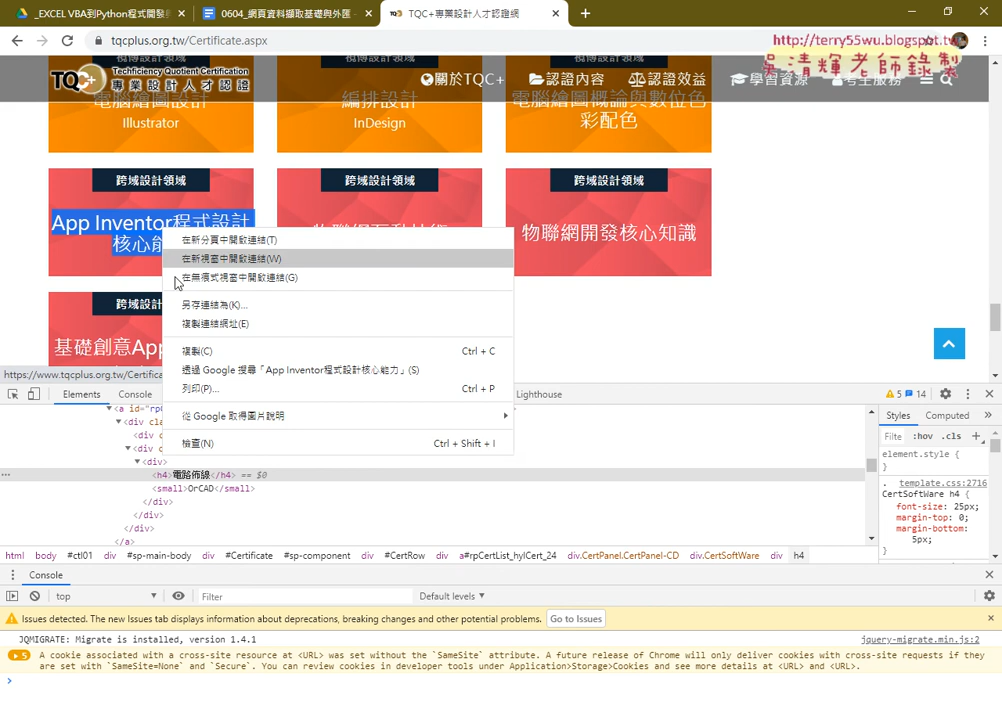 _EXCEL VBA到Python程式開發
0604_網頁資料擷取基礎與外匯 -
TQC+專業設計人才認證網
tqcplus.org.tw/Certificate.aspx
http://terry55wu.blogspot.tw
吳清輝老師錄製
TQC+ Techficiency Quotient Certification
專業設計人才認證
關於TQC+
認證內容
認證效益
學習資源
考生服務
電腦繪圖設計
Illustrator
編排設計
InDesign
電腦繪圖概論與數位色
彩配色
跨域設計領域
跨域設計領域
跨域設計領域
App Inventor程式設計
核心能
物聯網開發核心知識
跨域設
基礎創意App
在新分頁中開啟連結(T)
在新視窗中開啟連結(W)
在無痕式視窗中開啟連結(G)
另存連結為(K)...
複製連結網址(E)
複製(C) Ctrl + C
透過 Google 搜尋「App Inventor程式設計核心能力」(S)
列印(P)... Ctrl + P
從 Google 取得圖片說明
檢查(N) Ctrl + Shift + I
https://www.tqcplus.org.tw/Certifica
Elements Console Lighthouse 5 14
<a id="rp
<div cla
<div c
<div c
<div>
<h4>電路佈線</h4> == $0
<small>OrCAD</small>
</div>
</div>
</div>
</a>
Styles Computed »
Filte :hov .cls +
element.style {
}
template.css:2716
CertSoftWare h4 {
font-size: 25px;
margin-top: 0;
margin-bottom:
5px;
}
html body #ctl01 div #sp-main-body div #Certificate #sp-component div #CertRow div a#rpCertList_hylCert_24 div.CertPanel.CertPanel-CD div.CertSoftWare div h4
Console
top Filter Default levels
Issues detected. The new Issues tab displays information about deprecations, breaking changes and other potential problems. Go to Issues
JQMIGRATE: Migrate is installed, version 1.4.1 jquery-migrate.min.js:2
5 A cookie associated with a cross-site resource at <URL> was set without the `SameSite` attribute. A future release of Chrome will only deliver cookies with cross-site requests if they
are set with `SameSite=None` and `Secure`. You can review cookies in developer tools under Application>Storage>Cookies and see more details at <URL> and <URL>.